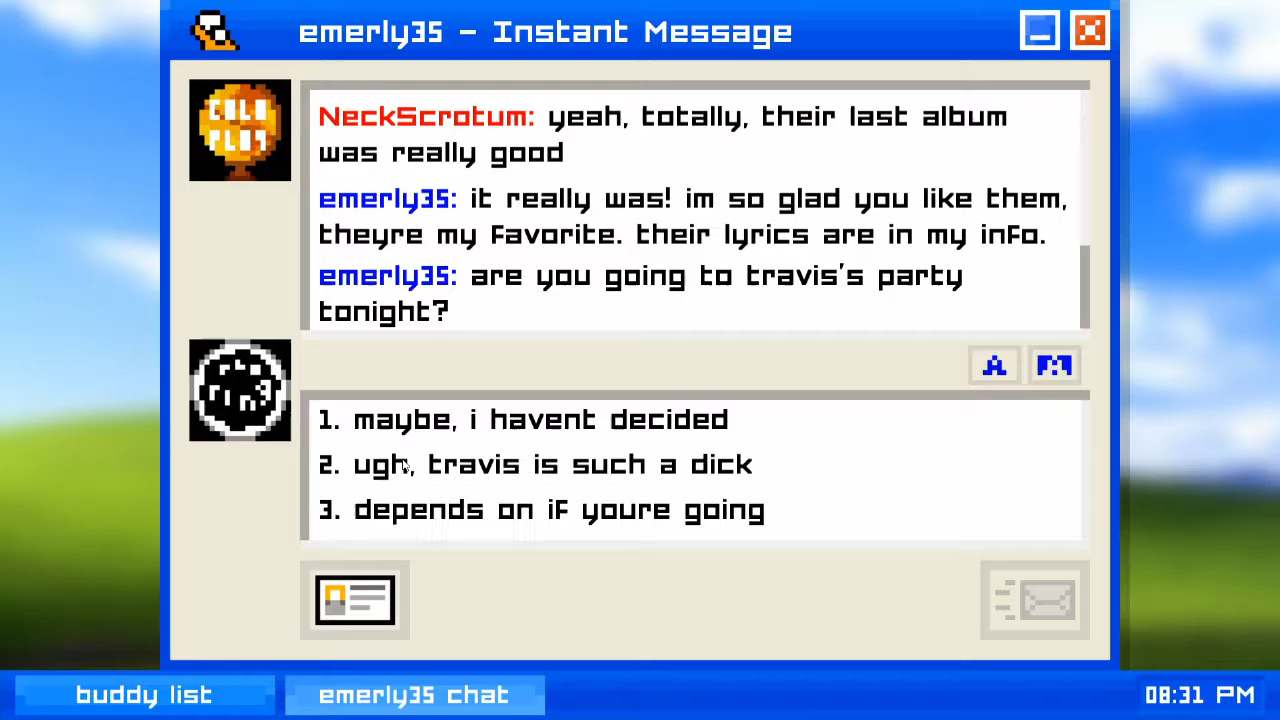 emerly35 – Instant Message
COLD
PLAY
NeckScrotum: yeah, totally, their last album
was really good
emerly35: it really was! im so glad you like them,
theyre my favorite. their lyrics are in my info.
emerly35: are you going to travis's party
tonight?
A
1. maybe, i havent decided
2. ugh, travis is such a dick
3. depends on if youre going
buddy list
emerly35 chat
08:31 PM